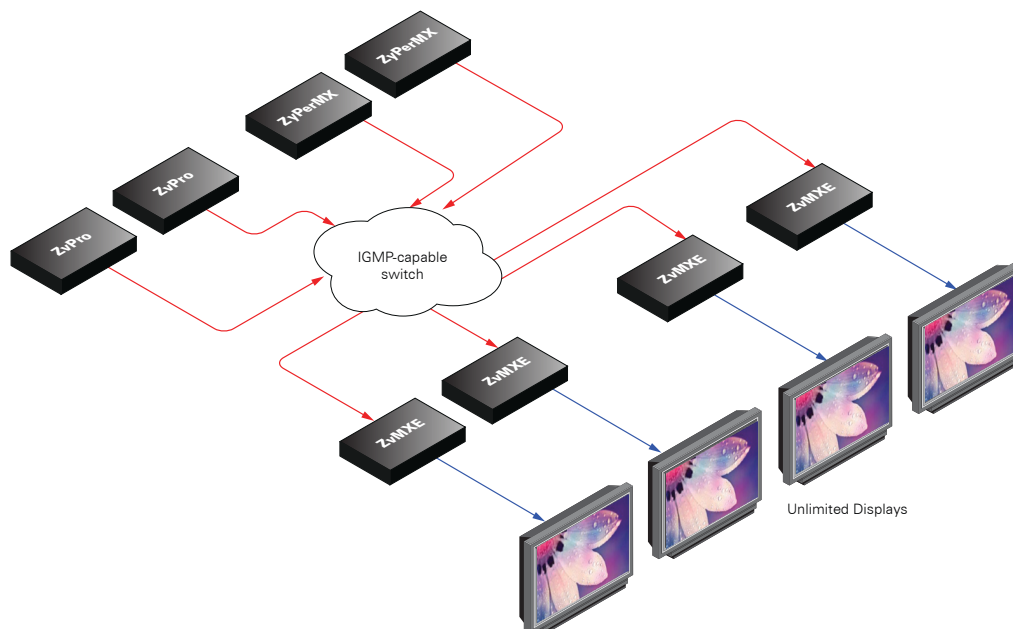 ZyPerMX
ZyPerMX
ZvPro
ZvPro
IGMP-capable
switch
ZvMXE
ZvMXE
ZvMXE
ZvMXE
Unlimited Displays